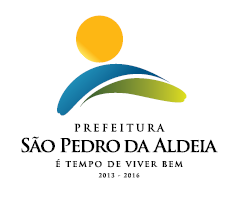 PREFEITURA
SÃO PEDRO DA ALDEIA
É TEMPO DE VIVER BEM
2013 - 2016